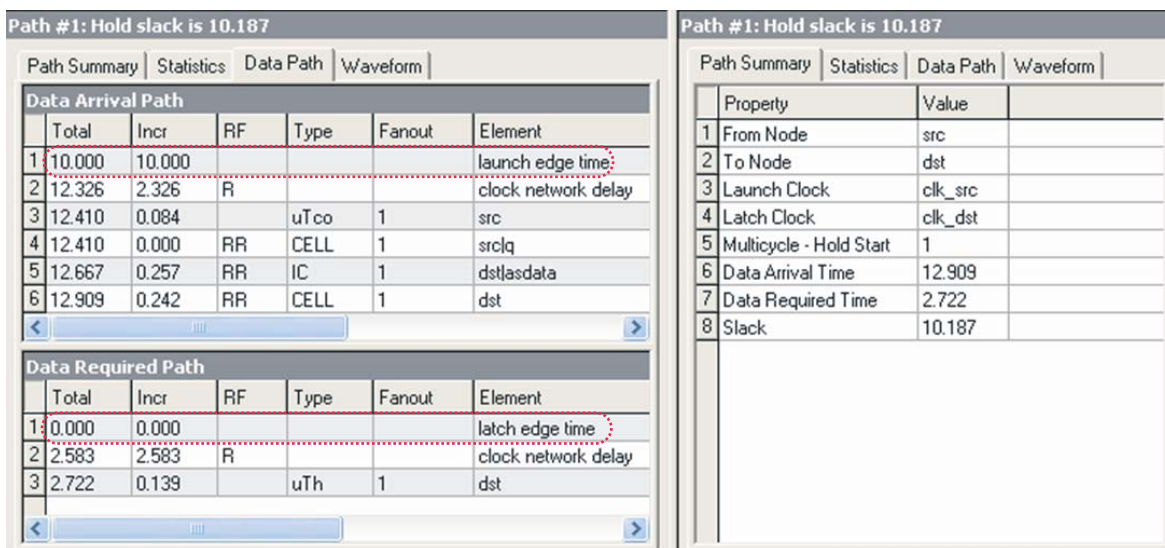 Path #1: Hold slack is 10.187
Path Summary Statistics Data Path Waveform
Data Arrival Path
Total Incr RF Type Fanout Element
1 10.000 10.000 launch edge time
2 12.326 2.326 R clock network delay
3 12.410 0.084 uTco 1 src
4 12.410 0.000 RR CELL 1 src|q
5 12.667 0.257 RR IC 1 dst|asdata
6 12.909 0.242 RR CELL 1 dst
Data Required Path
Total Incr RF Type Fanout Element
1 0.000 0.000 latch edge time
2 2.583 2.583 R clock network delay
3 2.722 0.139 uTh 1 dst
Path #1: Hold slack is 10.187
Path Summary Statistics Data Path Waveform
Property Value
1 From Node src
2 To Node dst
3 Launch Clock clk_src
4 Latch Clock clk_dst
5 Multicycle - Hold Start 1
6 Data Arrival Time 12.909
7 Data Required Time 2.722
8 Slack 10.187